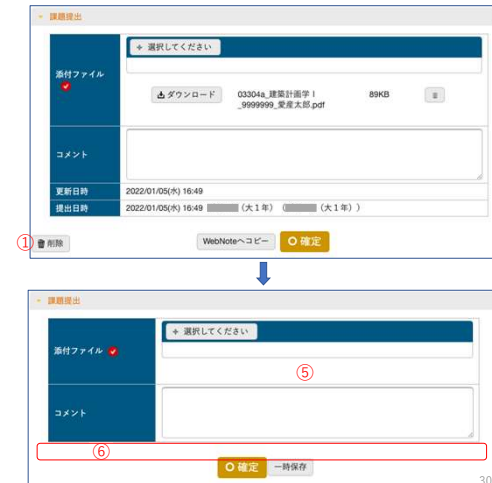 課題提出
+ 選択してください
添付ファイル
ダウンロード 03304a_建築計画学Ⅰ_9999999_愛産太郎.pdf 89KB
コメント
更新日時 2022/01/05(水) 16:49
提出日時 2022/01/05(水) 16:49 (大1年) ( (大1年) )
① 削除 WebNoteへコピー 確定
課題提出
+ 選択してください
添付ファイル
⑤
コメント
⑥
確定 一時保存
30